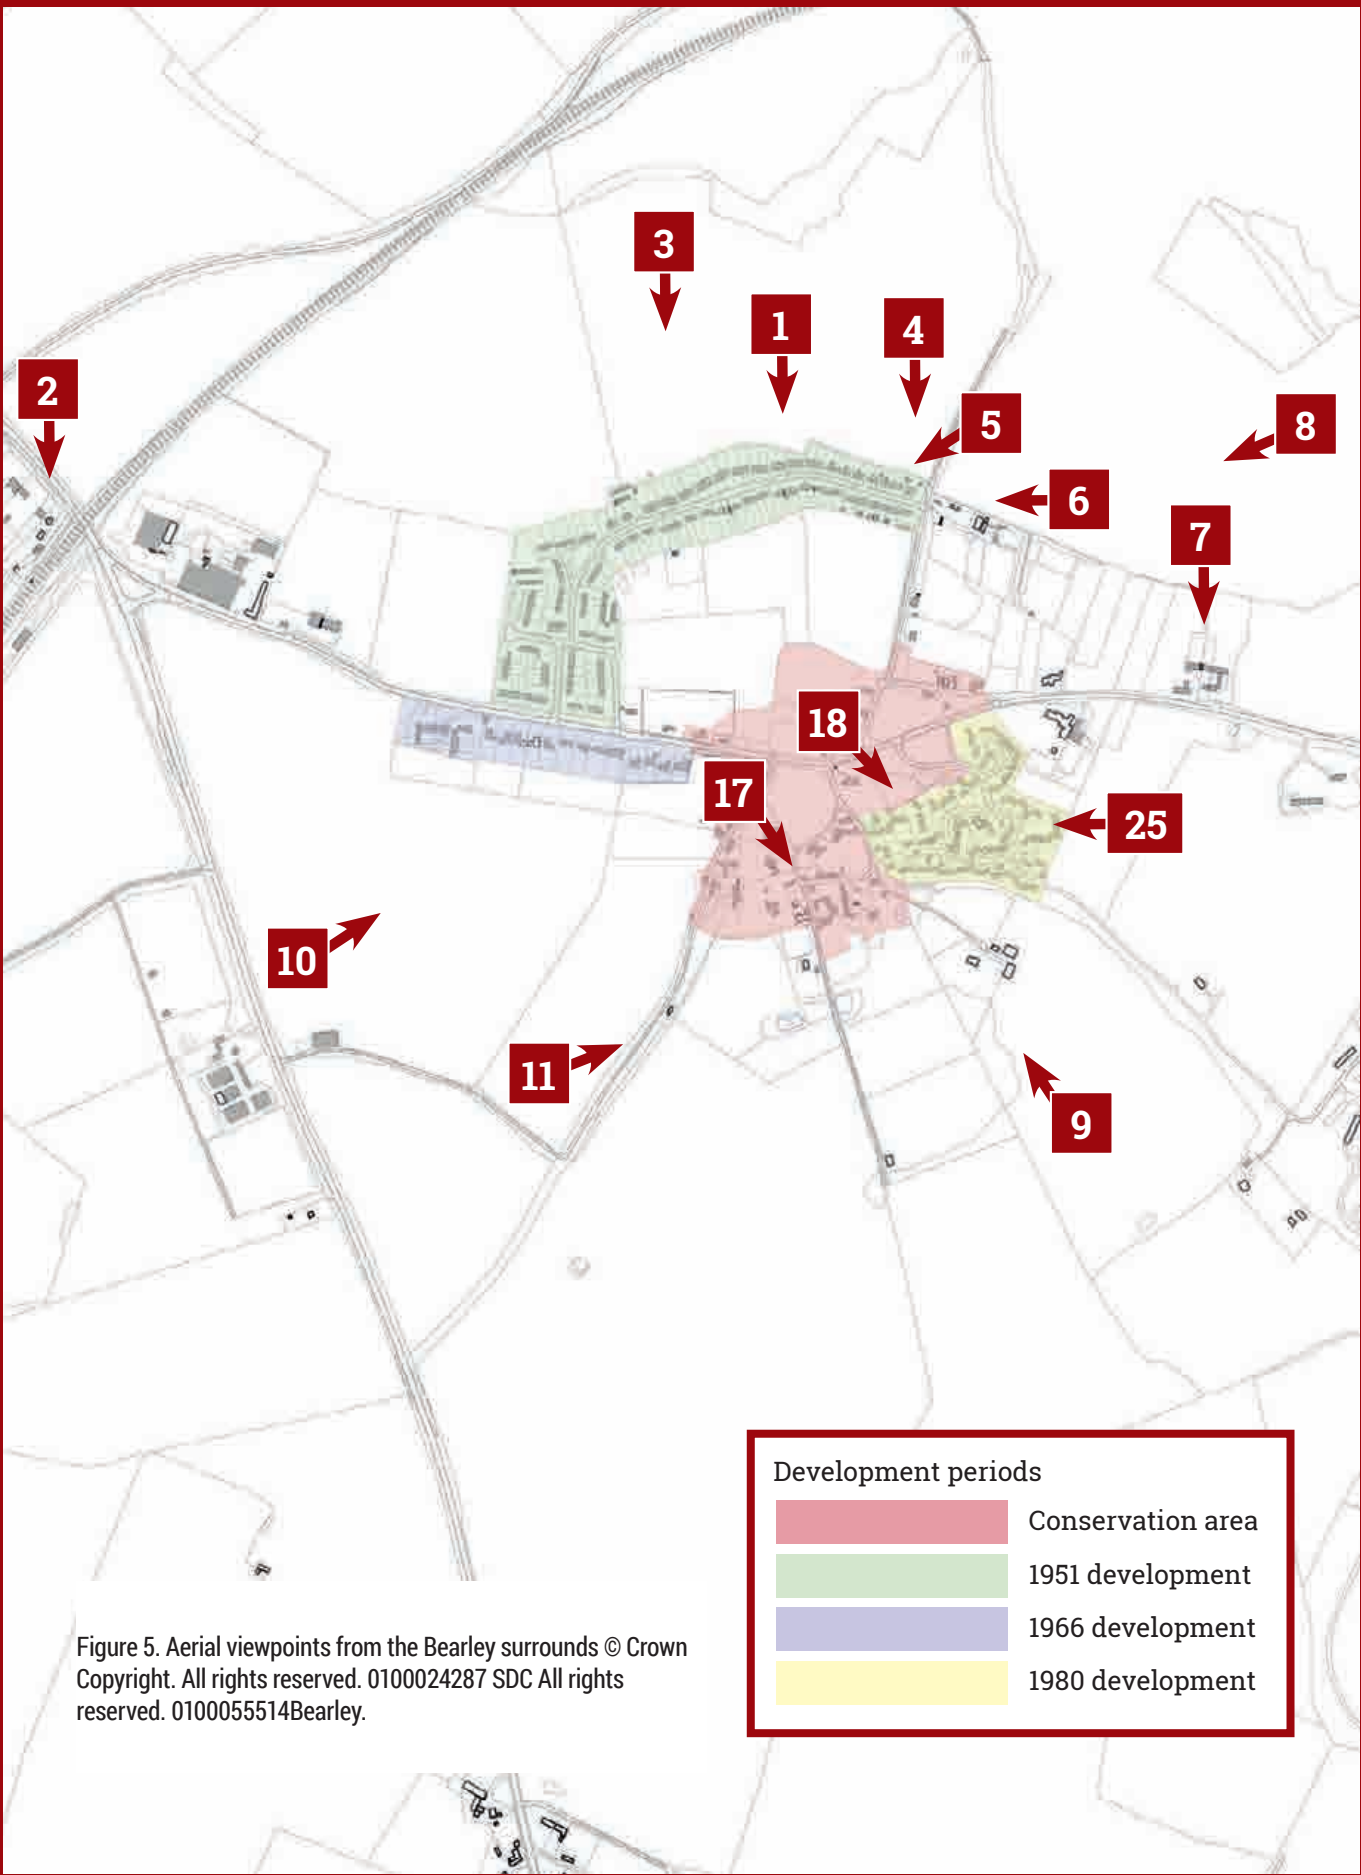 3
1
4
2
5
8
6
7
18
17
25
10
11
9
Development periods
Conservation area
1951 development
1966 development
1980 development
Figure 5. Aerial viewpoints from the Bearley surrounds © Crown
Copyright. All rights reserved. 0100024287 SDC All rights
reserved. 0100055514Bearley.